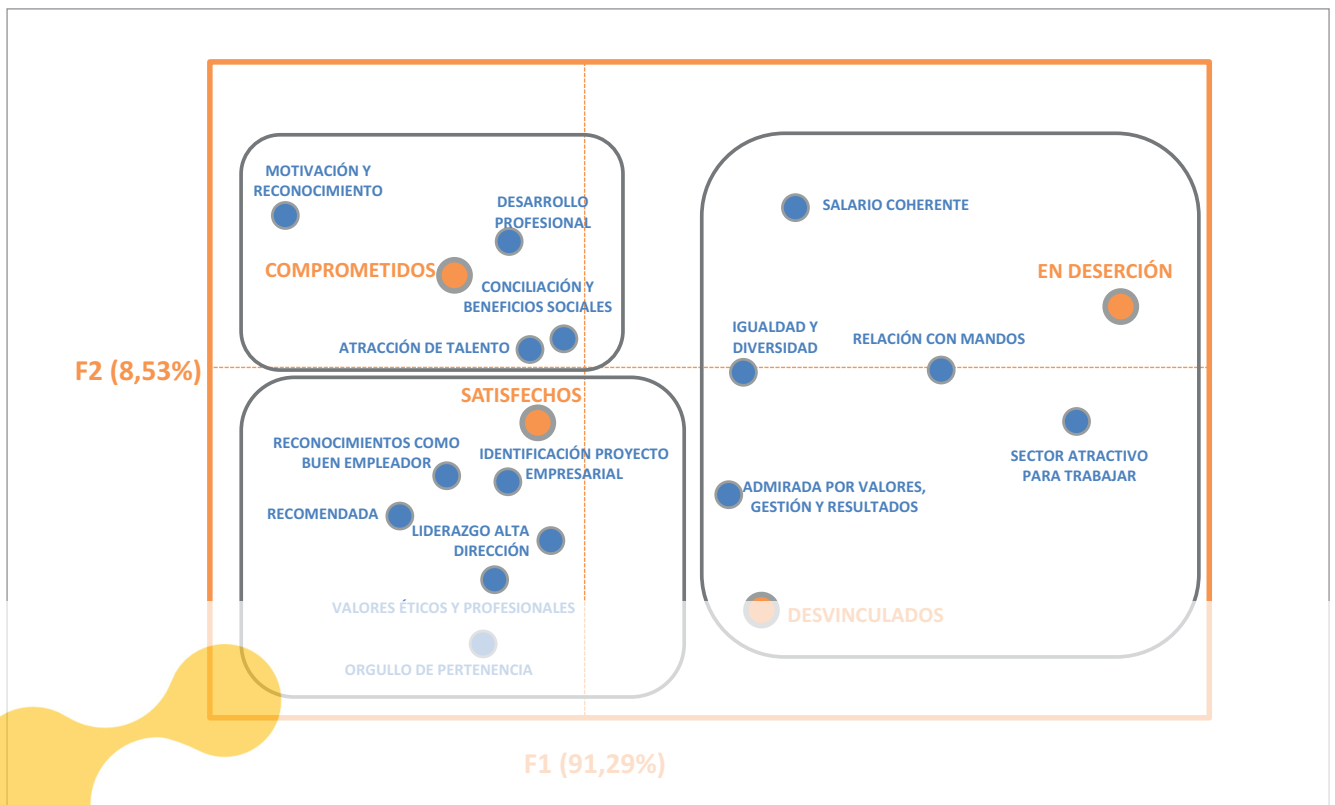 MOTIVACIÓN Y
RECONOCIMIENTO
DESARROLLO
PROFESIONAL
COMPROMETIDOS
CONCILIACIÓN Y
BENEFICIOS SOCIALES
ATRACCIÓN DE TALENTO
SALARIO COHERENTE
EN DESERCIÓN
IGUALDAD Y
DIVERSIDAD
RELACIÓN CON MANDOS
F2 (8,53%)
SATISFECHOS
RECONOCIMIENTOS COMO
BUEN EMPLEADOR
IDENTIFICACIÓN PROYECTO
EMPRESARIAL
SECTOR ATRACTIVO
PARA TRABAJAR
ADMIRADA POR VALORES,
GESTIÓN Y RESULTADOS
RECOMENDADA
LIDERAZGO ALTA
DIRECCIÓN
VALORES ÉTICOS Y PROFESIONALES
DESVINCULADOS
ORGULLO DE PERTENENCIA
F1 (91,29%)